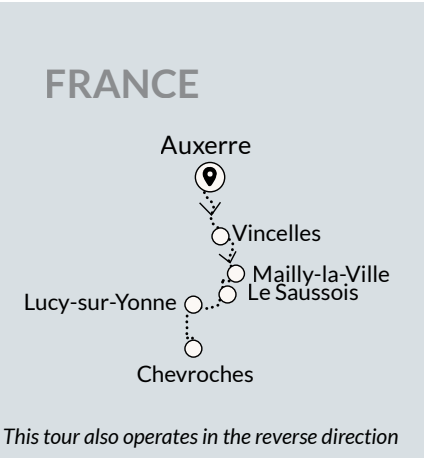 FRANCE
Auxerre
Vincelles
Mailly-la-Ville
Le Saussois
Lucy-sur-Yonne
Chevroches
This tour also operates in the reverse direction